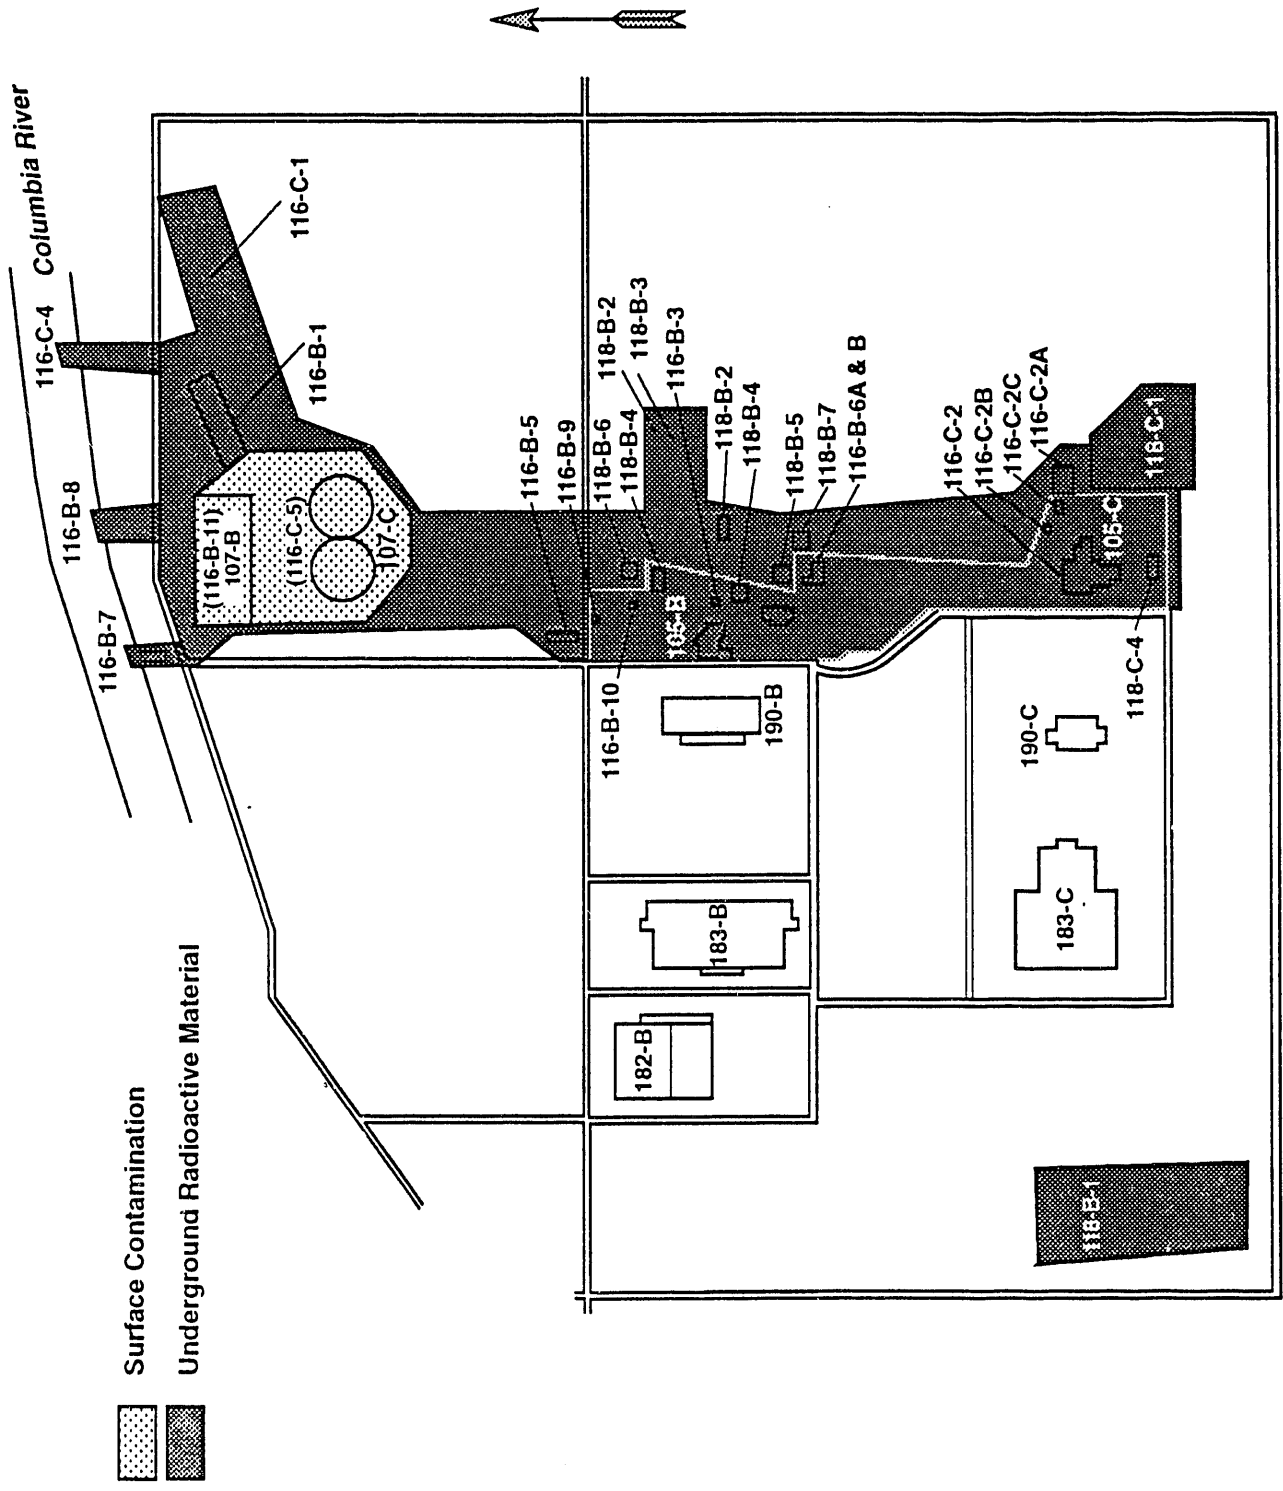 Columbia River
116-C-4
116-B-8
116-B-7
116-C-1
116-B-1
(116-B-11)
107-B
(116-C-5)
107-C
116-B-5
116-B-9
118-B-6
118-B-4
118-B-2
118-B-3
116-B-3
118-B-2
118-B-4
118-B-5
118-B-7
116-B-6A & B
116-C-2
116-C-2B
116-C-2C
116-C-2A
105-B
105-C
118-C-4
116-B-10
190-B
190-C
183-B
183-C
182-B
118-B-1
Surface Contamination
Underground Radioactive Material